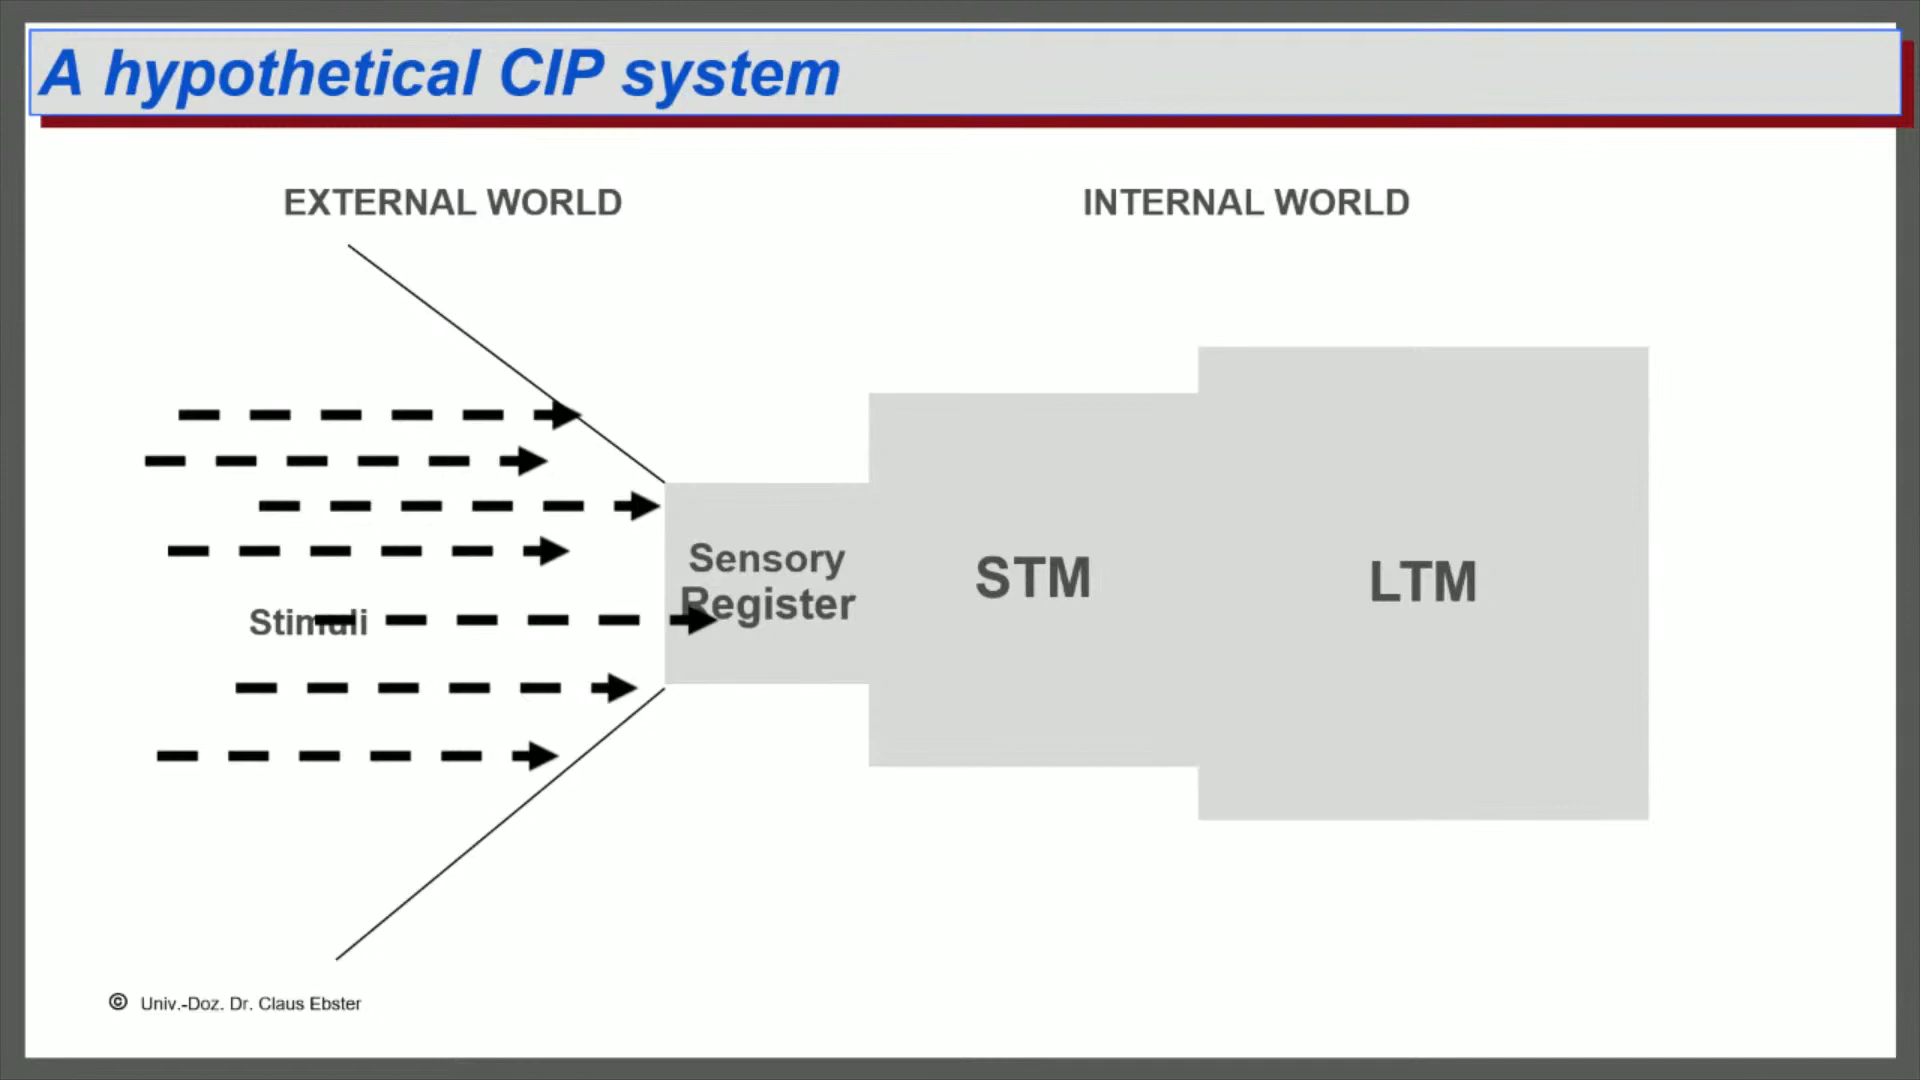 A hypothetical CIP system
EXTERNAL WORLD
INTERNAL WORLD
Sensory
Register
STM
LTM
Stimuli
© Univ.-Doz. Dr. Claus Ebster